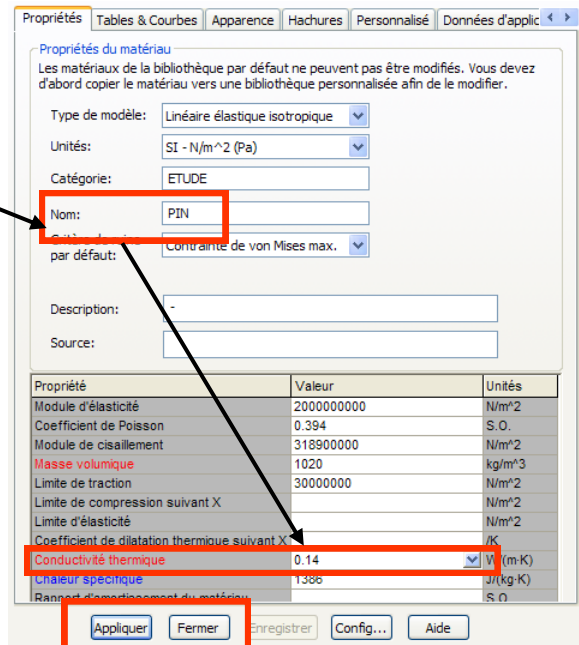 Propriétés Tables & Courbes Apparence Hachures Personnalisé Données d'applic
Propriétés du matériau
Les matériaux de la bibliothèque par défaut ne peuvent pas être modifiés. Vous devez
d'abord copier le matériau vers une bibliothèque personnalisée afin de le modifier.
Type de modèle: Linéaire élastique isotropique
Unités: SI - N/m^2 (Pa)
Catégorie: ETUDE
Nom: PIN
par défaut: Contrainte de von Mises max.
Description: -
Source:
Propriété Valeur Unités
Module d'élasticité 2000000000 N/m^2
Coefficient de Poisson 0.394 S.O.
Module de cisaillement 318900000 N/m^2
Masse volumique 1020 kg/m^3
Limite de traction 30000000 N/m^2
Limite de compression suivant X N/m^2
Limite d'élasticité N/m^2
Coefficient de dilatation thermique suivant X /K
Conductivité thermique 0.14 W/(m·K)
Chaleur spécifique 1386 J/(kg·K)
Rapport d'amortissement du matériau S.O.
Appliquer Fermer Enregistrer Config... Aide